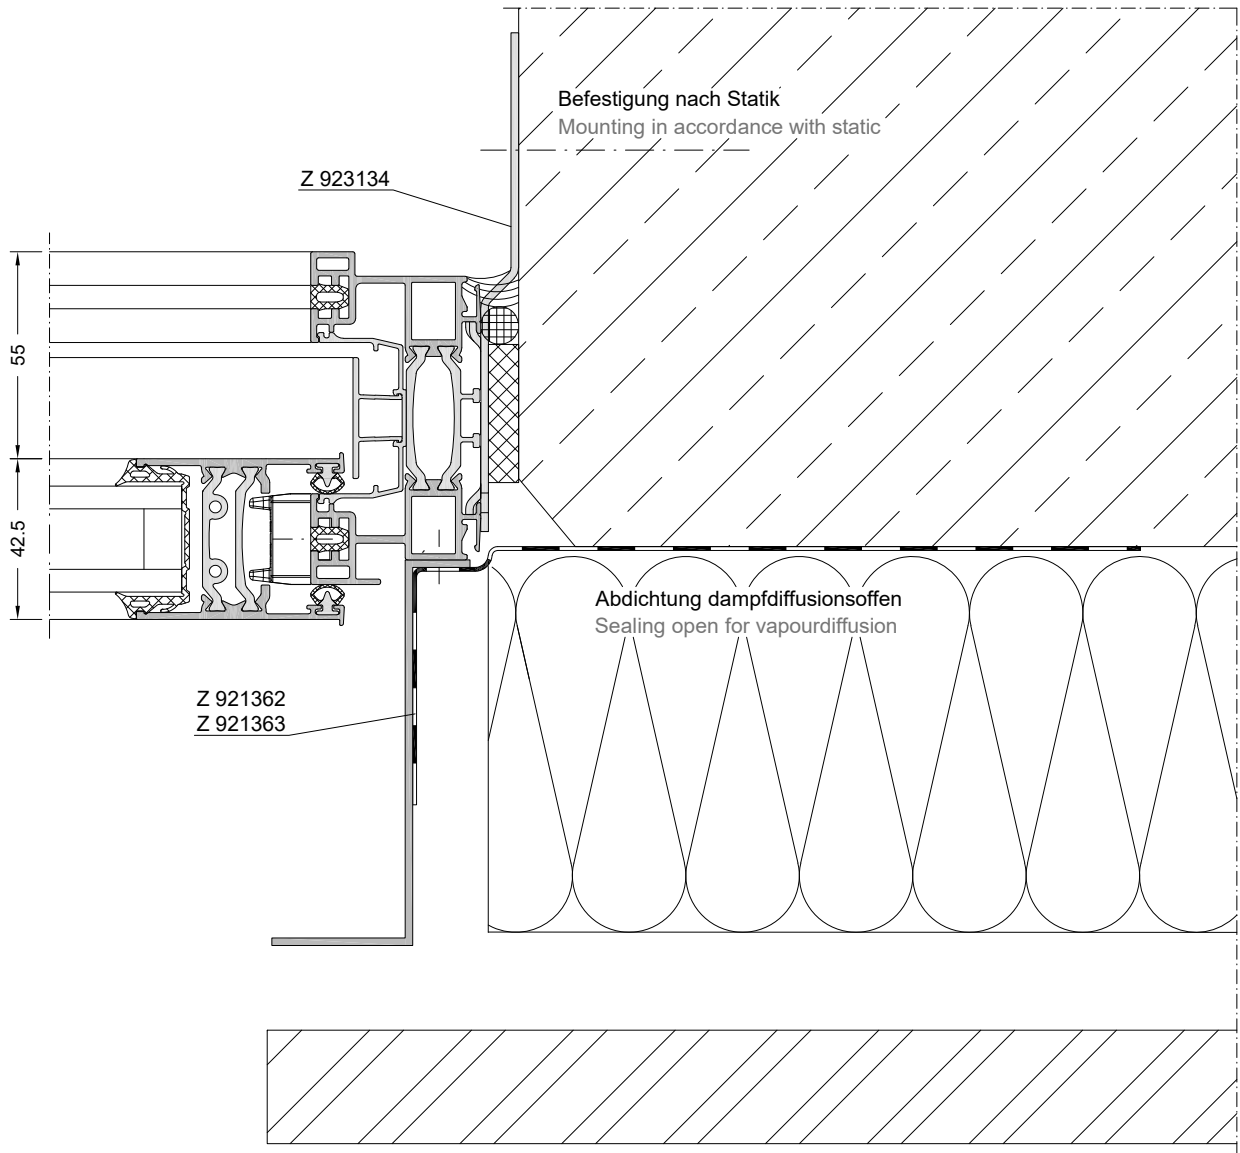 Befestigung nach Statik
Mounting in accordance with static
Z 923134
55
42.5
Abdichtung dampfdiffusionsoffen
Sealing open for vapourdiffusion
Z 921362
Z 921363